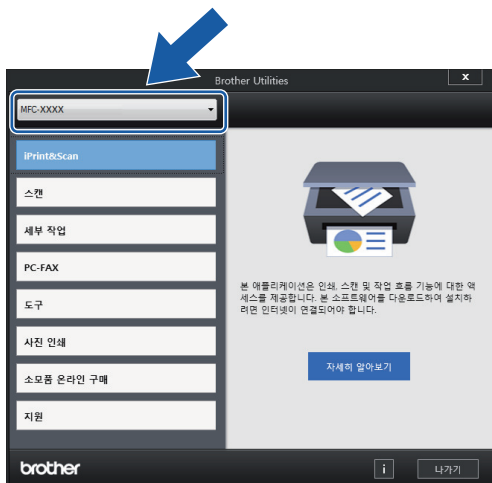 Brother Utilities
x
MFC-XXXX
iPrint&Scan
스캔
세부 작업
PC-FAX
도구
사진 인쇄
소모품 온라인 구매
지원
본 애플리케이션은 인쇄, 스캔 및 작업 흐름 기능에 대한 액
세스를 제공합니다. 본 소프트웨어를 다운로드하여 설치하
려면 인터넷이 연결되어야 합니다.
자세히 알아보기
brother
i
나가기